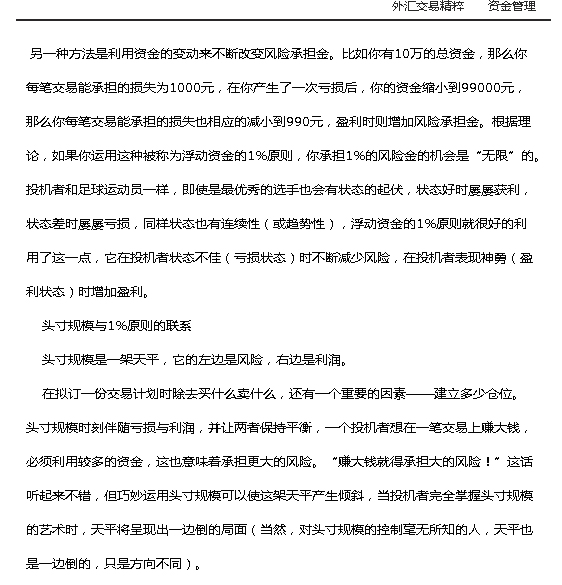 外汇交易精粹 资金管理
另一种方法是利用资金的变动来不断改变风险承担金。比如你有10万的总资金，那么你
每笔交易能承担的损失为1000元，在你产生了一次亏损后，你的资金缩小到99000元，
那么你每笔交易能承担的损失也相应的减小到990元，盈利时则增加风险承担金。根据理
论，如果你运用这种被称为浮动资金的1%原则，你承担1%的风险金的机会是“无限”的。
投机者和足球运动员一样，即使是最优秀的选手也会有状态的起伏，状态好时屡屡获利，
状态差时屡屡亏损，同样状态也有连续性（或趋势性），浮动资金的1%原则就很好的利
用了这一点，它在投机者状态不佳（亏损状态）时不断减少风险，在投机者表现神勇（盈
利状态）时增加盈利。
头寸规模与1%原则的联系
头寸规模是一架天平，它的左边是风险，右边是利润。
在拟订一份交易计划时除去买什么卖什么，还有一个重要的因素——建立多少仓位。
头寸规模时刻伴随亏损与利润，并让两者保持平衡，一个投机者想在一笔交易上赚大钱，
必须利用较多的资金，这也意味着承担更大的风险。“赚大钱就得承担大的风险！”这话
听起来不错，但巧妙运用头寸规模可以使这架天平产生倾斜，当投机者完全掌握头寸规模
的艺术时，天平将呈现出一边倒的局面（当然，对头寸规模的控制毫无所知的人，天平也
是一边倒的，只是方向不同）。